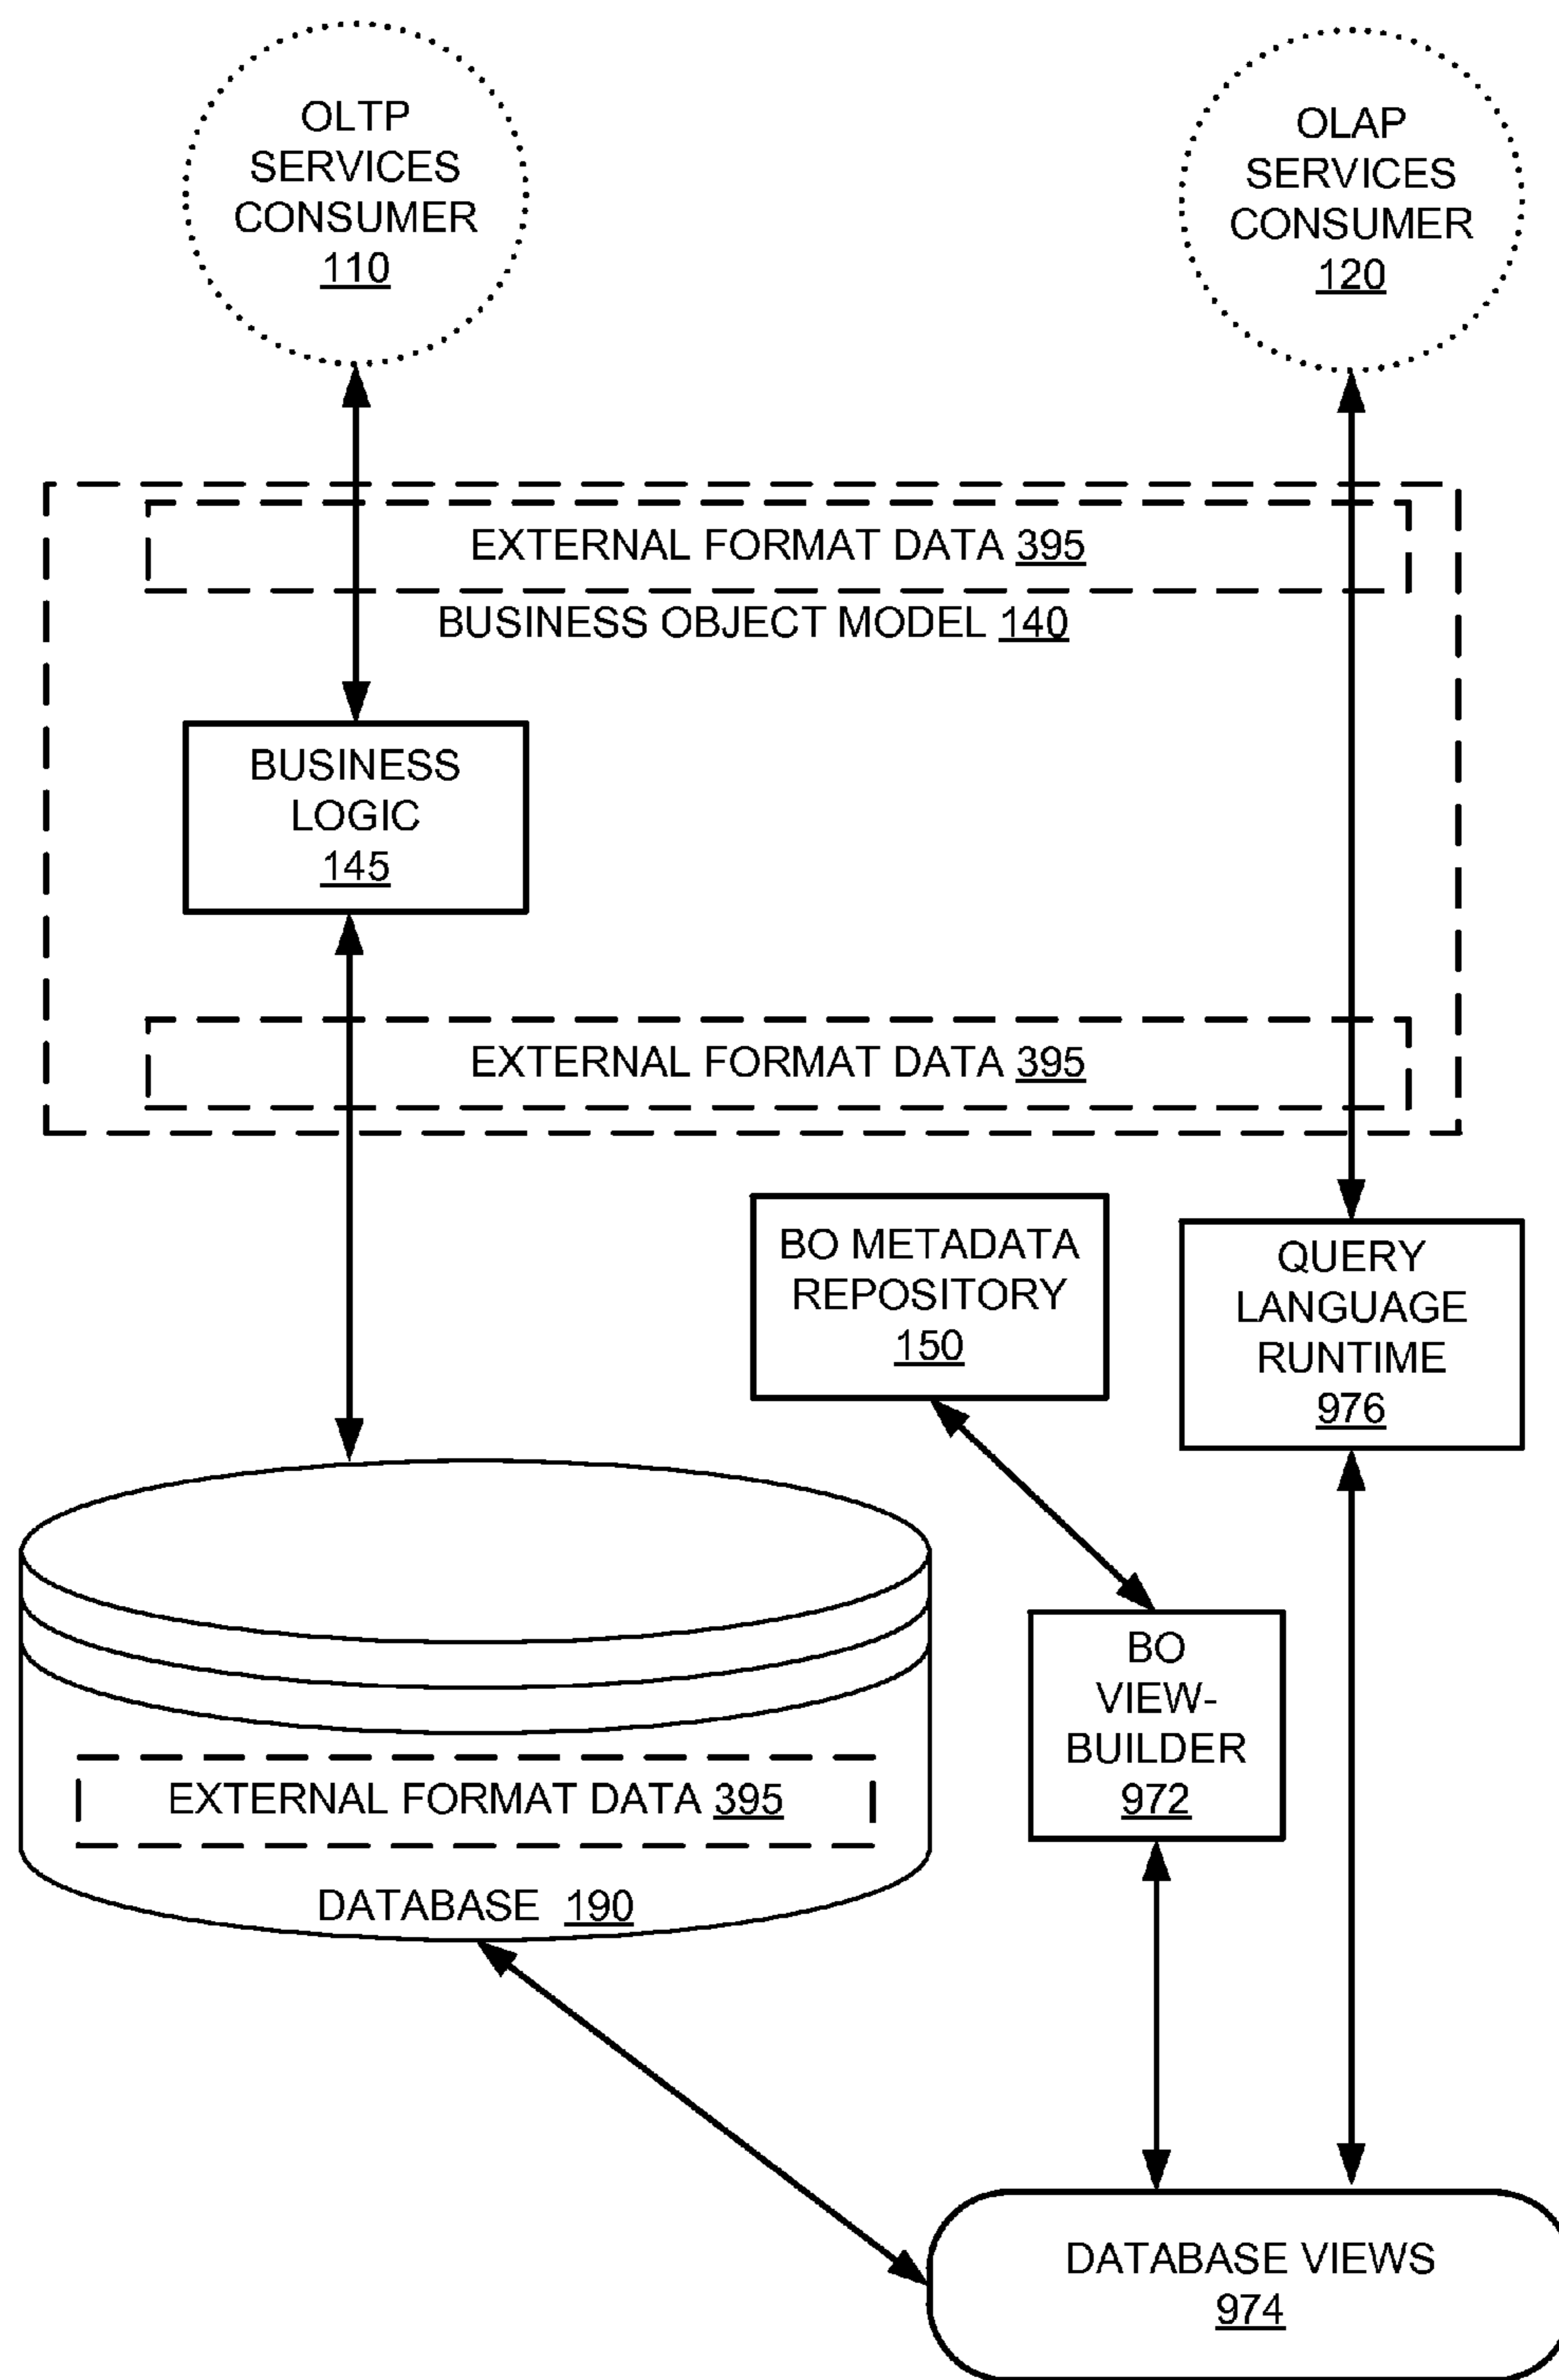 OLTP
SERVICES
CONSUMER
110
OLAP
SERVICES
CONSUMER
120
EXTERNAL FORMAT DATA 395
BUSINESS OBJECT MODEL 140
BUSINESS
LOGIC
145
EXTERNAL FORMAT DATA 395
BO METADATA
REPOSITORY
150
QUERY
LANGUAGE
RUNTIME
976
BO
VIEW-
BUILDER
972
EXTERNAL FORMAT DATA 395
DATABASE 190
DATABASE VIEWS
974